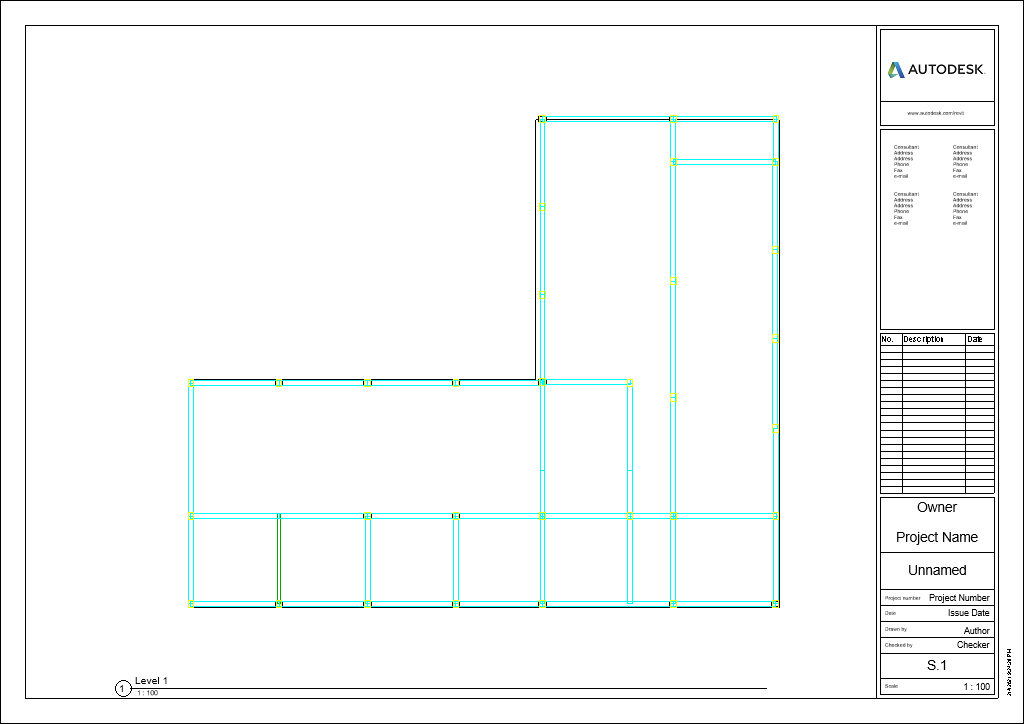 AUTODESK.
www.autodesk.com/revit
Consultant
Address
Address
Phone
Fax
e-mail
Consultant
Address
Address
Phone
Fax
e-mail
Consultant
Address
Address
Phone
Fax
e-mail
Consultant
Address
Address
Phone
Fax
e-mail
No. Description Date
Owner
Project Name
Unnamed
Project number Project Number
Date Issue Date
Drawn by Author
Checked by Checker
S.1
Scale 1 : 100
1 Level 1
1 : 100